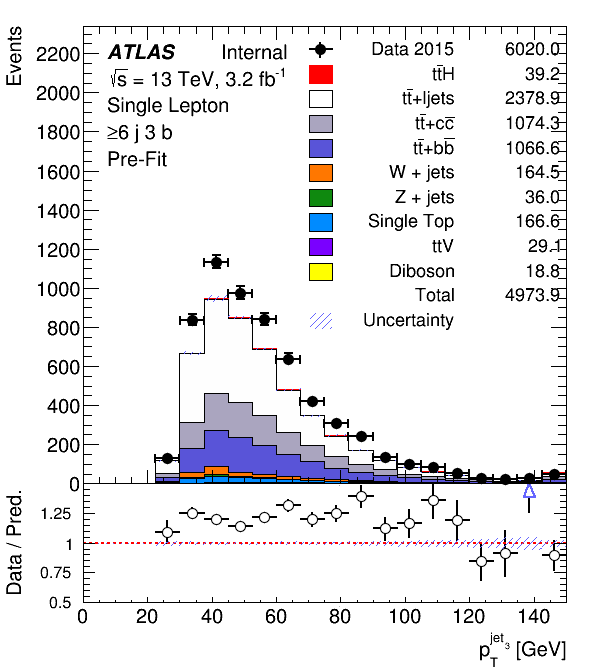 Events
2200
2000
1800
1600
1400
1200
1000
800
600
400
200
0
ATLAS Internal
√s = 13 TeV, 3.2 fb⁻¹
Single Lepton
≥6 j 3 b
Pre-Fit
Data 2015 6020.0
tt̄H 39.2
tt̄+ljets 2378.9
tt̄+cc̄ 1074.3
tt̄+bb̄ 1066.6
W + jets 164.5
Z + jets 36.0
Single Top 166.6
ttV 29.1
Diboson 18.8
Total 4973.9
Uncertainty
Data / Pred.
1.25
1
0.75
0.5
0 20 40 60 80 100 120 140
p_T^jet₃ [GeV]